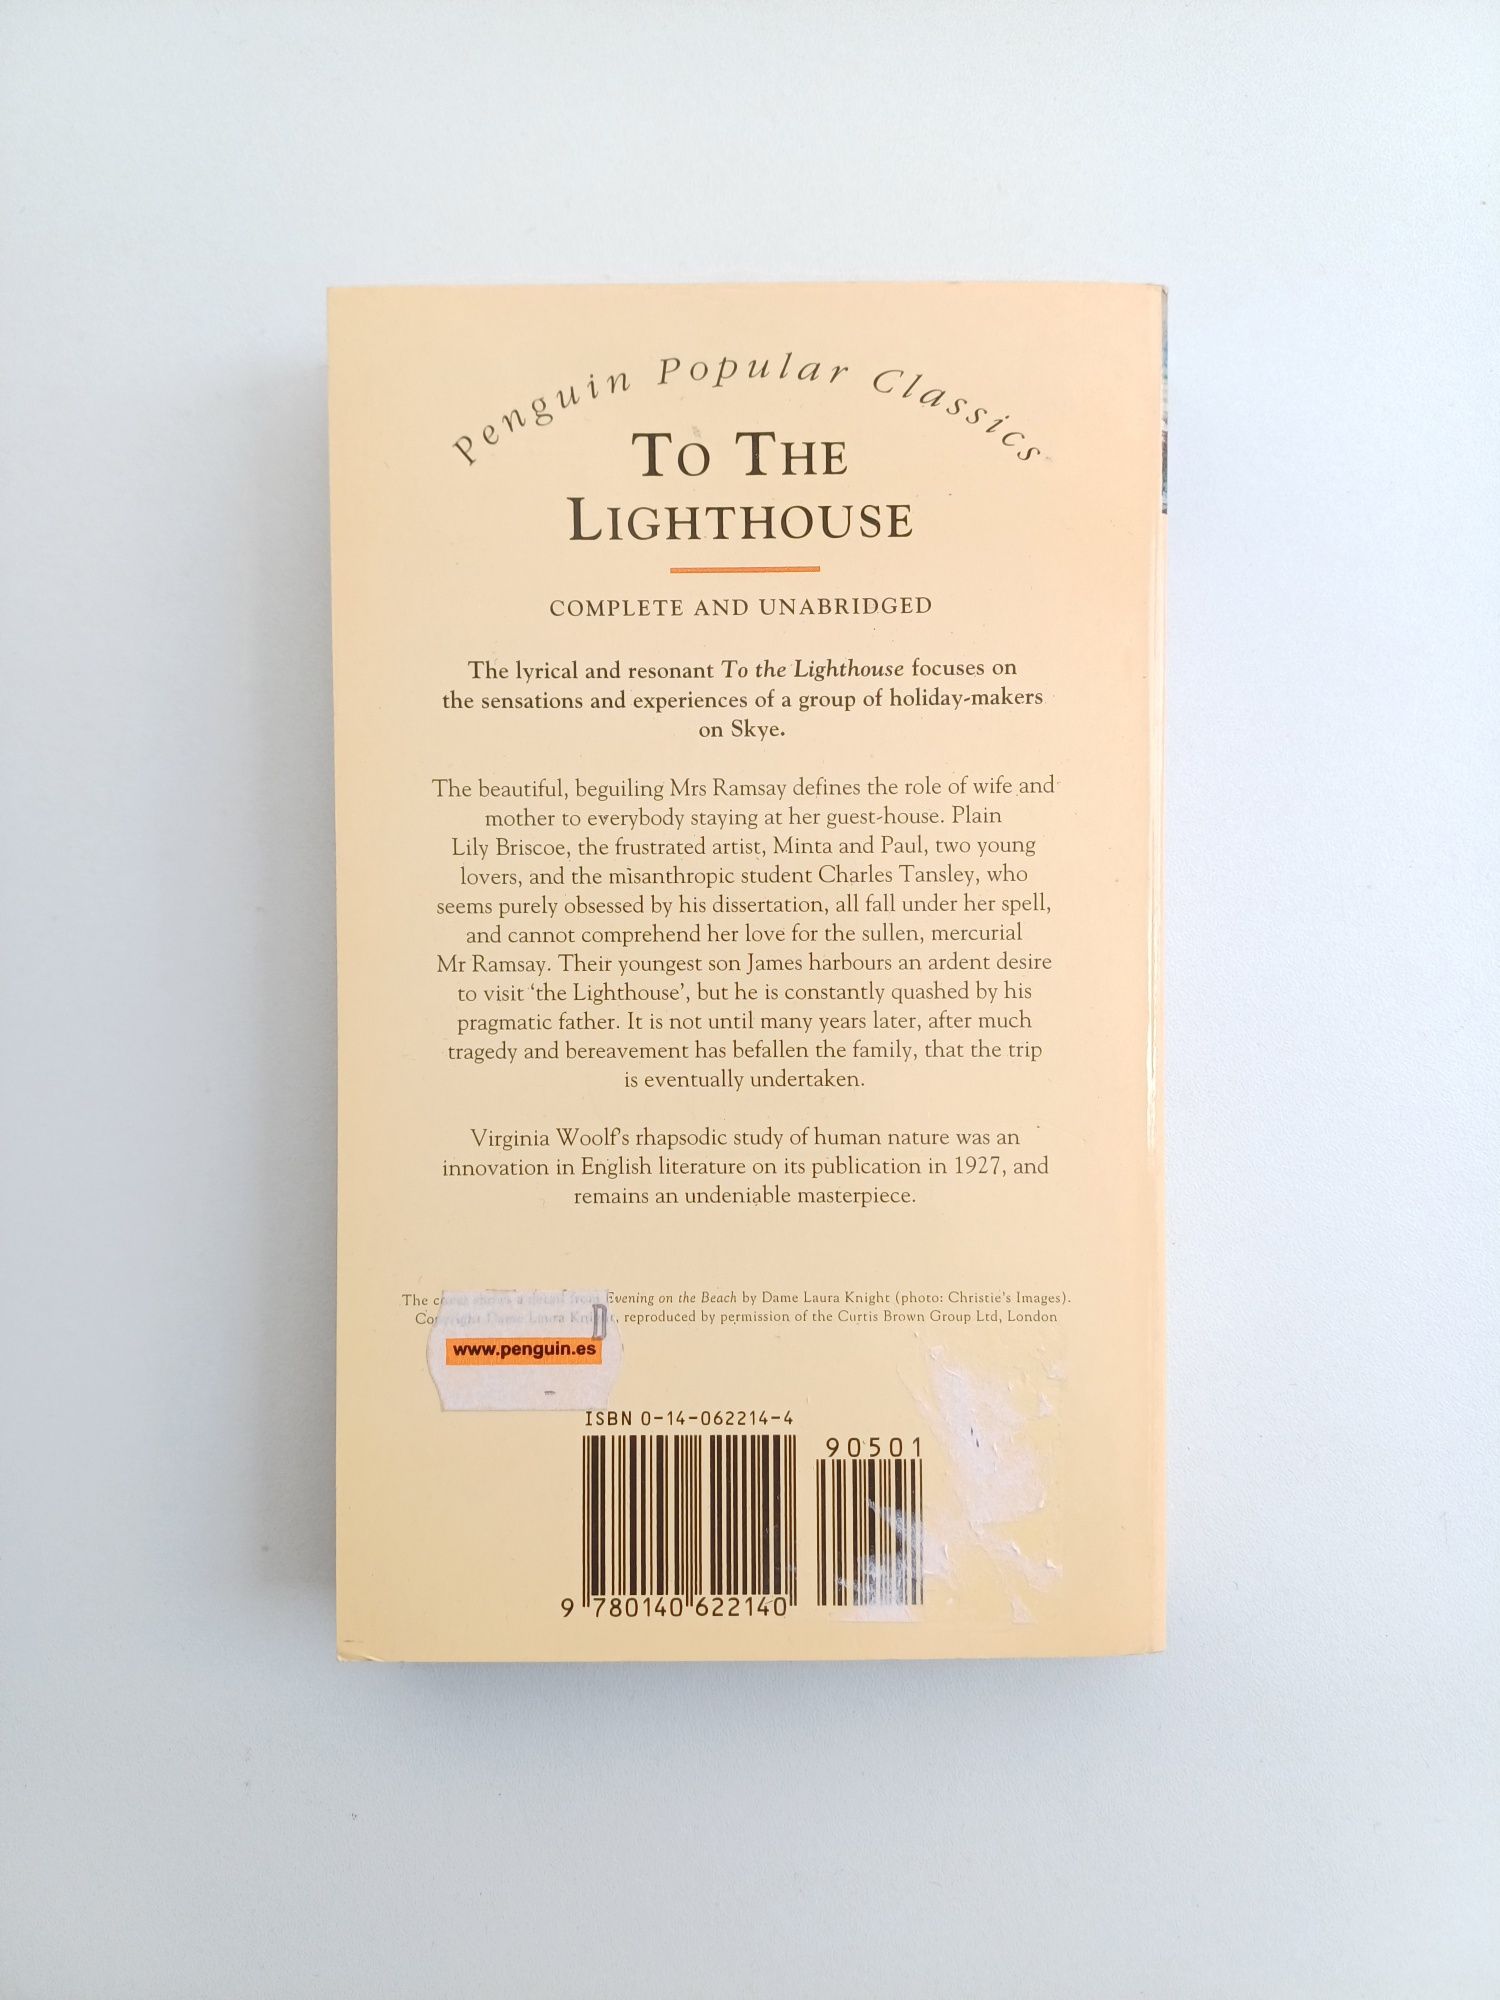 Penguin Popular Classics
TO THE
LIGHTHOUSE
COMPLETE AND UNABRIDGED
The lyrical and resonant To the Lighthouse focuses on
the sensations and experiences of a group of holiday-makers
on Skye.
The beautiful, beguiling Mrs Ramsay defines the role of wife and
mother to everybody staying at her guest-house. Plain
Lily Briscoe, the frustrated artist, Minta and Paul, two young
lovers, and the misanthropic student Charles Tansley, who
seems purely obsessed by his dissertation, all fall under her spell,
and cannot comprehend her love for the sullen, mercurial
Mr Ramsay. Their youngest son James harbours an ardent desire
to visit ‘the Lighthouse’, but he is constantly quashed by his
pragmatic father. It is not until many years later, after much
tragedy and bereavement has befallen the family, that the trip
is eventually undertaken.
Virginia Woolf's rhapsodic study of human nature was an
innovation in English literature on its publication in 1927, and
remains an undeniable masterpiece.
The cover shows a detail from Evening on the Beach by Dame Laura Knight (photo: Christie's Images).
Copyright Dame Laura Knight, reproduced by permission of the Curtis Brown Group Ltd, London
www.penguin.es
ISBN 0-14-062214-4
90501
9 780140 622140